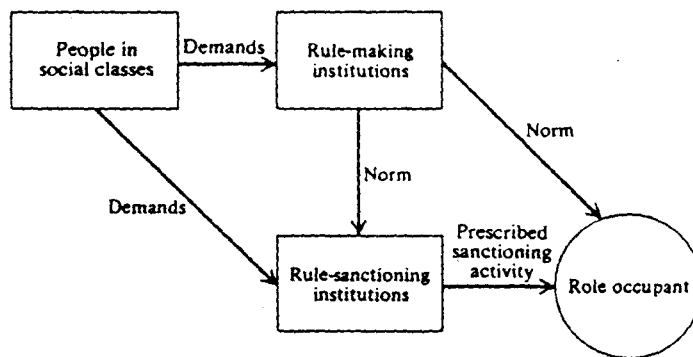 People in
social classes
Demands
Rule-making
institutions
Norm
Norm
Demands
Prescribed
sanctioning
activity
Rule-sanctioning
institutions
Role occupant